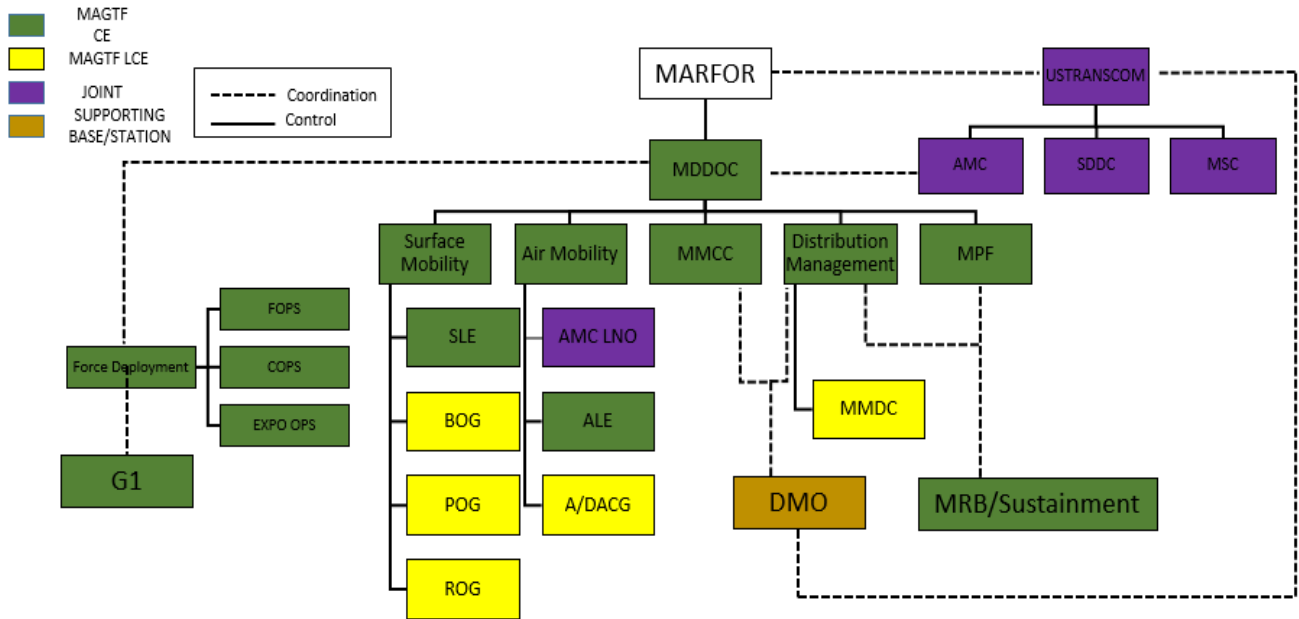 MAGTF
CE
MAGTF LCE
JOINT
SUPPORTING
BASE/STATION
Coordination
Control
MARFOR
USTRANSCOM
MDDOC
AMC
SDDC
MSC
Surface
Mobility
Air Mobility
MMCC
Distribution
Management
MPF
FOPS
SLE
AMC LNO
Force Deployment
COPS
EXPO OPS
BOG
ALE
MMDC
G1
POG
A/DACG
DMO
MRB/Sustainment
ROG